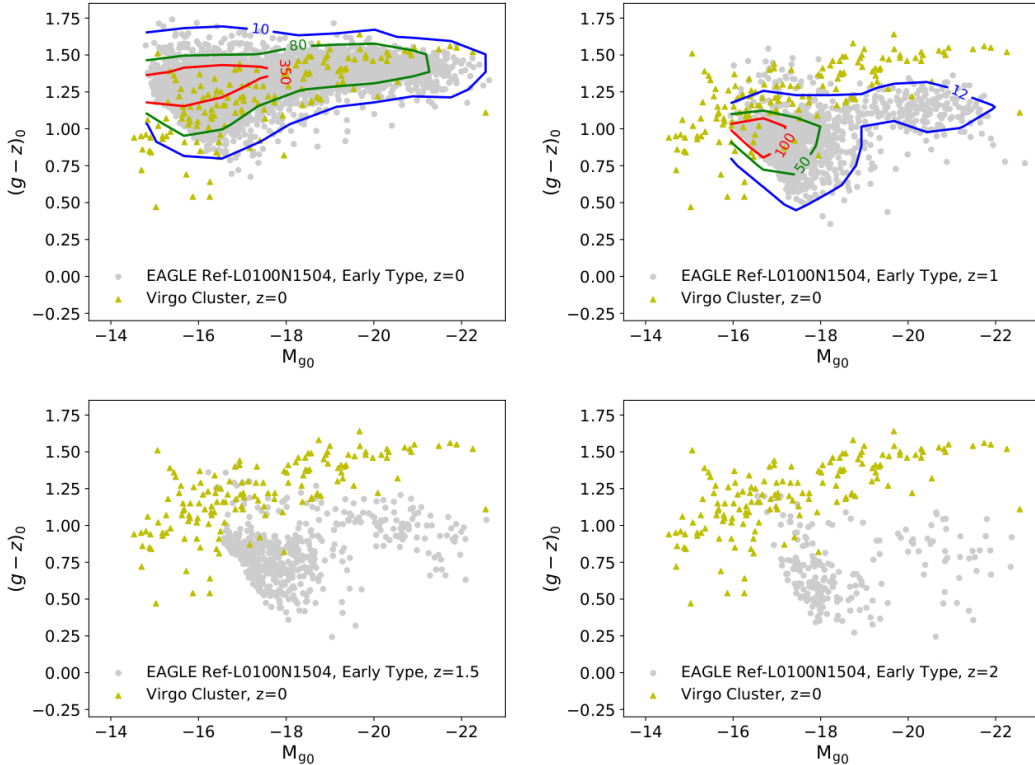 1.75
1.50
1.25
1.00
0.75
0.50
0.25
0.00
−0.25
(g − z)₀
10
80
350
EAGLE Ref-L0100N1504, Early Type, z=0
Virgo Cluster, z=0
−14 −16 −18 −20 −22
M_g0
1.75
1.50
1.25
1.00
0.75
0.50
0.25
0.00
−0.25
(g − z)₀
12
100
50
EAGLE Ref-L0100N1504, Early Type, z=1
Virgo Cluster, z=0
−14 −16 −18 −20 −22
M_g0
1.75
1.50
1.25
1.00
0.75
0.50
0.25
0.00
−0.25
(g − z)₀
EAGLE Ref-L0100N1504, Early Type, z=1.5
Virgo Cluster, z=0
−14 −16 −18 −20 −22
M_g0
1.75
1.50
1.25
1.00
0.75
0.50
0.25
0.00
−0.25
(g − z)₀
EAGLE Ref-L0100N1504, Early Type, z=2
Virgo Cluster, z=0
−14 −16 −18 −20 −22
M_g0